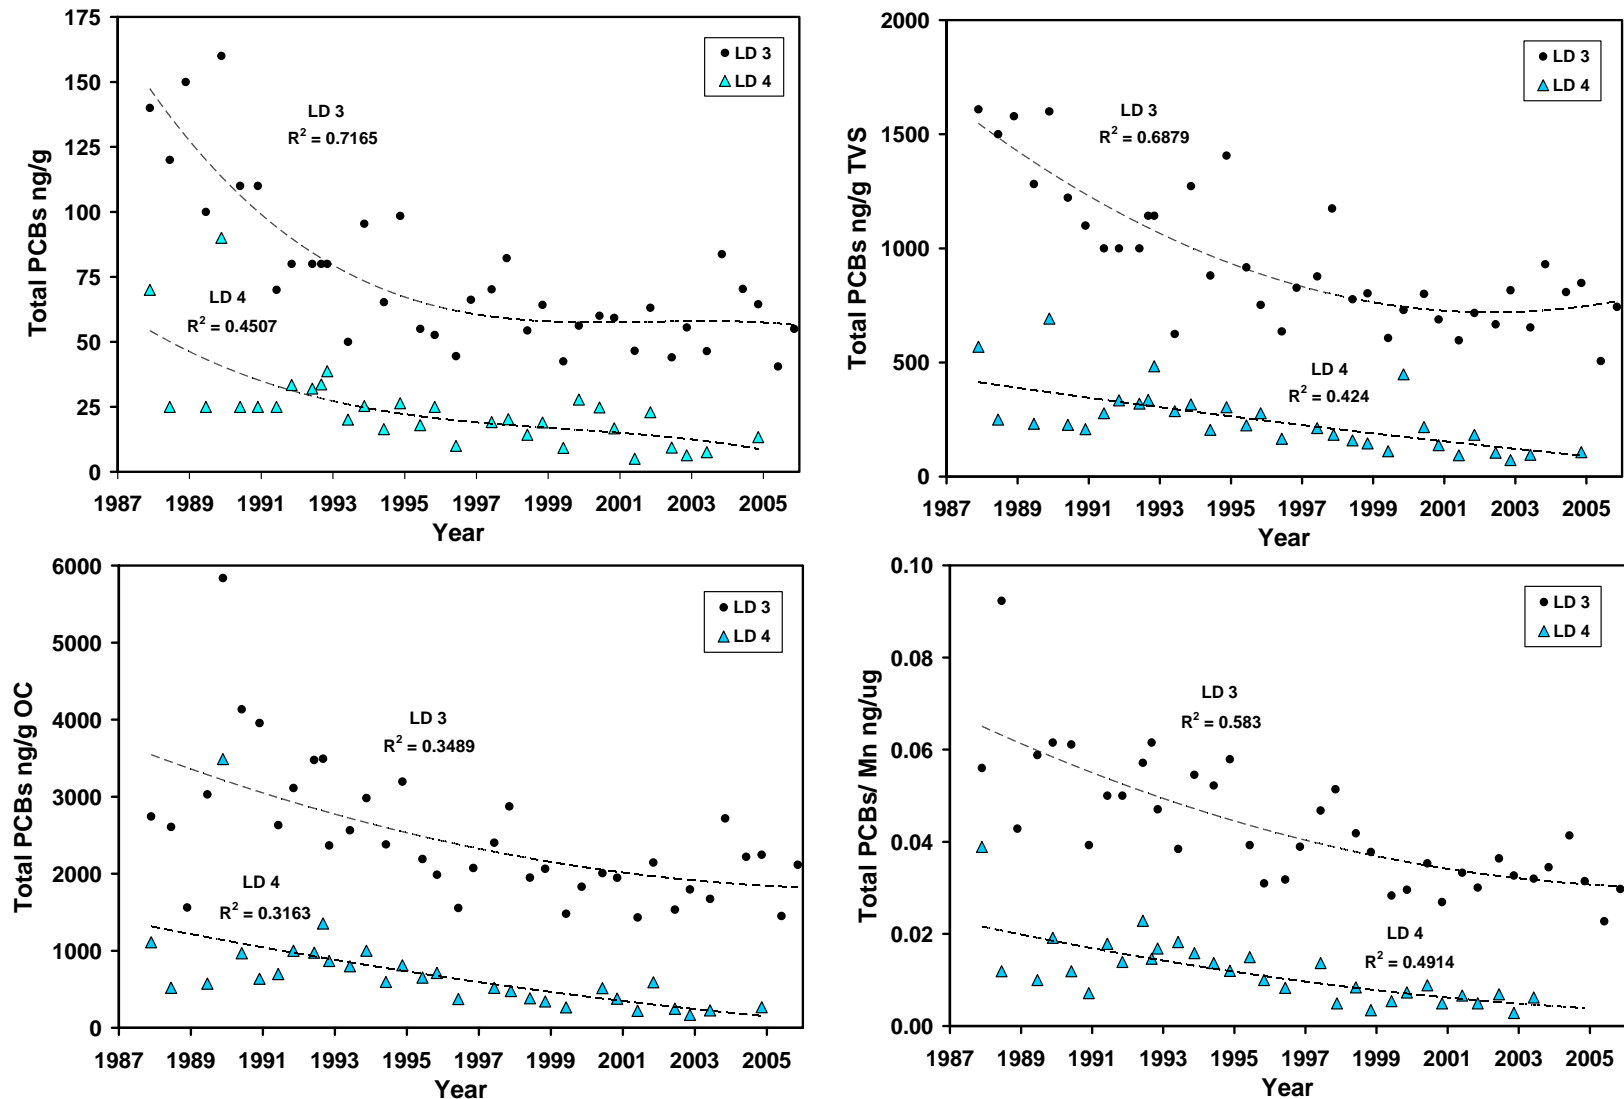 Total PCBs ng/g
175
150
125
100
75
50
25
0
LD 3
LD 4
LD 3
R² = 0.7165
LD 4
R² = 0.4507
1987 1989 1991 1993 1995 1997 1999 2001 2003 2005
Year
Total PCBs ng/g TVS
2000
1500
1000
500
0
LD 3
LD 4
LD 3
R² = 0.6879
LD 4
R² = 0.424
1987 1989 1991 1993 1995 1997 1999 2001 2003 2005
Year
Total PCBs ng/g OC
6000
5000
4000
3000
2000
1000
0
LD 3
LD 4
LD 3
R² = 0.3489
LD 4
R² = 0.3163
1987 1989 1991 1993 1995 1997 1999 2001 2003 2005
Year
Total PCBs/ Mn ng/ug
0.10
0.08
0.06
0.04
0.02
0.00
LD 3
LD 4
LD 3
R² = 0.583
LD 4
R² = 0.4914
1987 1989 1991 1993 1995 1997 1999 2001 2003 2005
Year